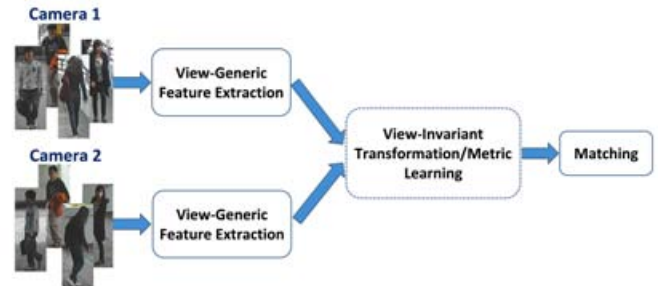 Camera 1
View-Generic
Feature Extraction
Camera 2
View-Generic
Feature Extraction
View-Invariant
Transformation/Metric
Learning
Matching